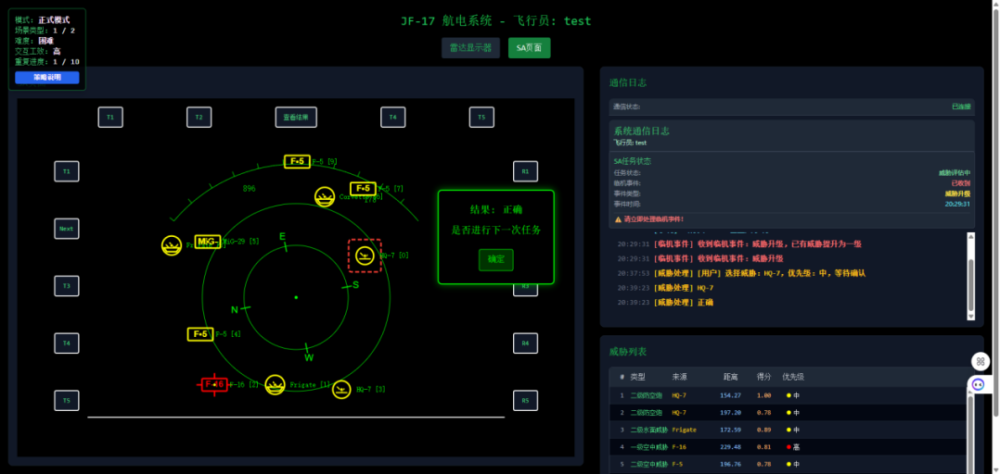 模式: 正式模式
场景类型: 1 / 2
难度: 困难
交互工效: 高
重复进度: 1 / 10
策略说明
JF-17 航电系统 - 飞行员: test
雷达显示器
SA页面
T1
T2
查看结果
T4
T5
T1
Next
T3
T4
T5
R1
R3
R4
R5
896
F-5 F-5 [9]
F-5 F-5 [7]
MiG-29 [5]
HQ-7 [0]
F-5 F-5 [4]
F-16 F-16 [2]
Frigate [1]
HQ-7 [3]
E
S
N
W
结果: 正确
是否进行下一次任务
确定
通信日志
通信状态: 已连接
系统通信日志
飞行员: test
SA任务状态
任务状态: 威胁评估中
临机事件: 已收到
事件类型: 威胁升级
事件时间: 20:29:31
请立即处理临机事件!
20:29:31 [临机事件] 收到临机事件: 威胁升级, 已有威胁提升为一级
20:29:31 [临机事件] 收到临机事件: 威胁升级
20:37:53 [威胁处理] [用户] 选择威胁: HQ-7, 优先级: 中, 等待确认
20:39:23 [威胁处理] HQ-7
20:39:23 [威胁处理] 正确
威胁列表
# 类型 来源 距离 得分 优先级
1 二级防空炮 HQ-7 154.27 1.00 中
2 二级防空炮 HQ-7 197.20 0.78 中
3 二级水面威胁 Frigate 172.59 0.89 中
4 一级空中威胁 F-16 229.48 0.81 高
5 二级空中威胁 F-5 196.76 0.78 中